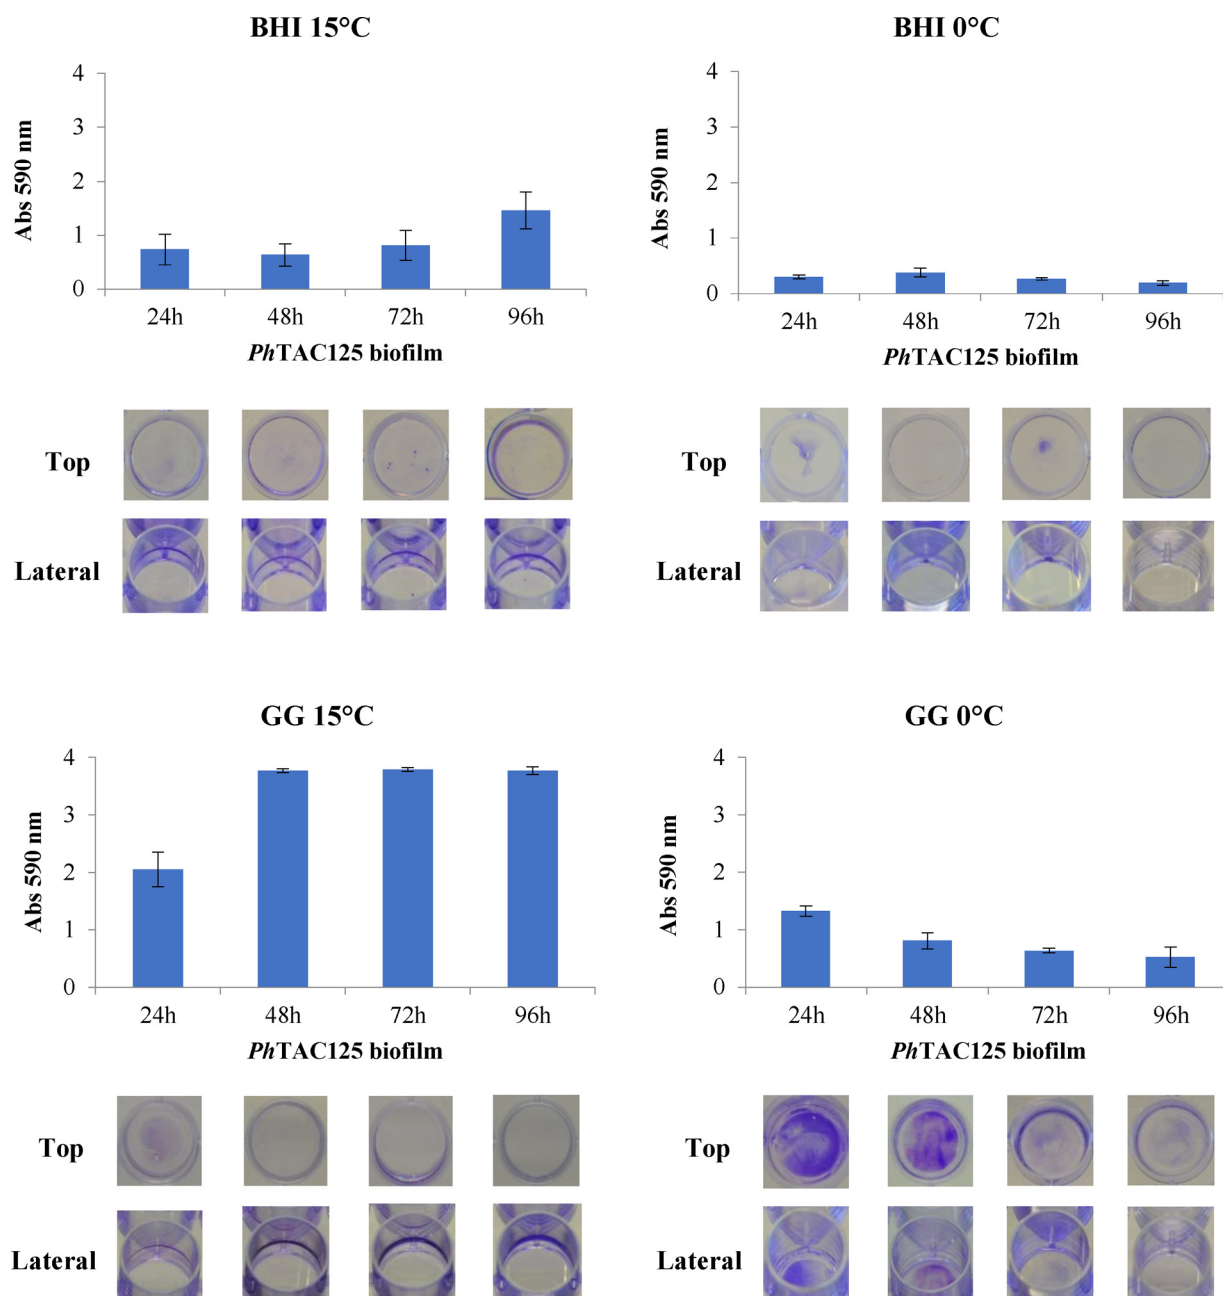 BHI 15°C
4
3
2
1
0
Abs 590 nm
24h 48h 72h 96h
PhTAC125 biofilm
Top
Lateral
BHI 0°C
4
3
2
1
0
Abs 590 nm
24h 48h 72h 96h
PhTAC125 biofilm
Top
Lateral
GG 15°C
4
3
2
1
0
Abs 590 nm
24h 48h 72h 96h
PhTAC125 biofilm
Top
Lateral
GG 0°C
4
3
2
1
0
Abs 590 nm
24h 48h 72h 96h
PhTAC125 biofilm
Top
Lateral